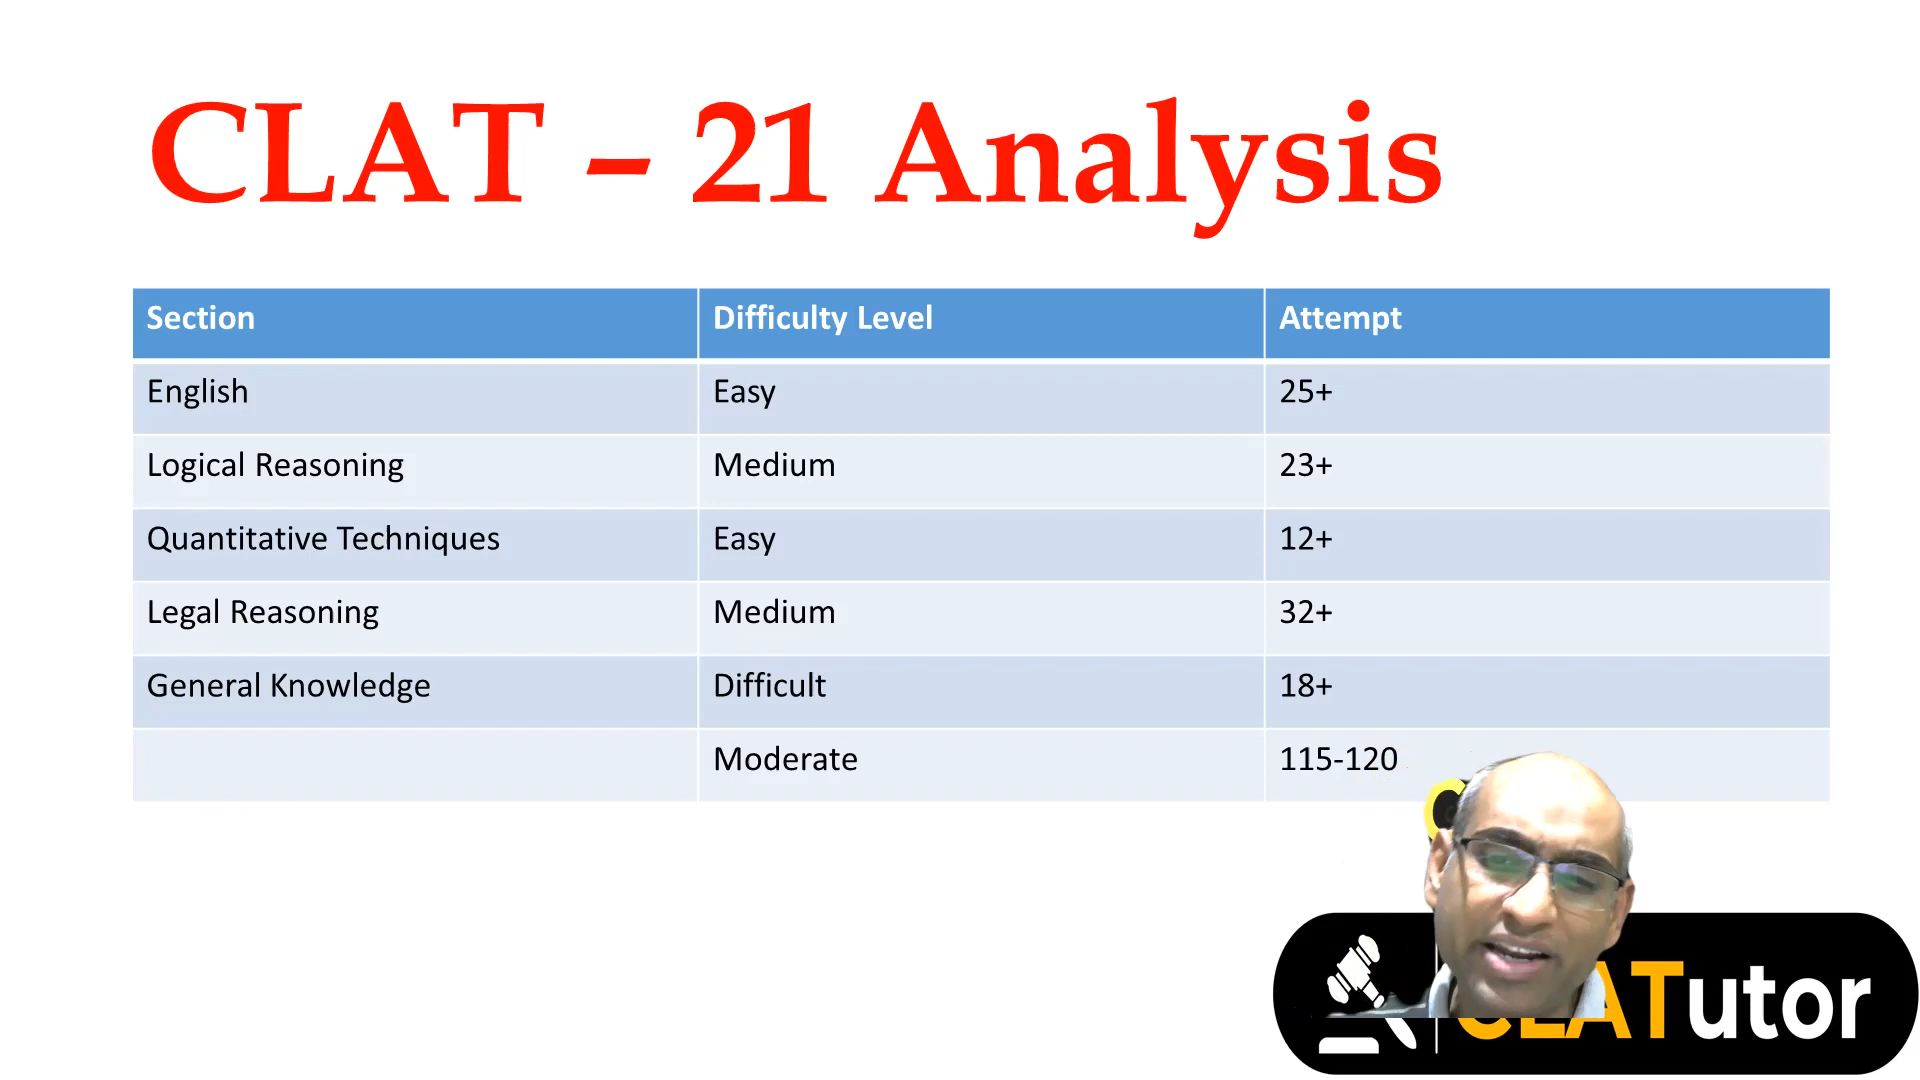 CLAT – 21 Analysis
Section Difficulty Level Attempt
English Easy 25+
Logical Reasoning Medium 23+
Quantitative Techniques Easy 12+
Legal Reasoning Medium 32+
General Knowledge Difficult 18+
Moderate 115-120
CLATutor